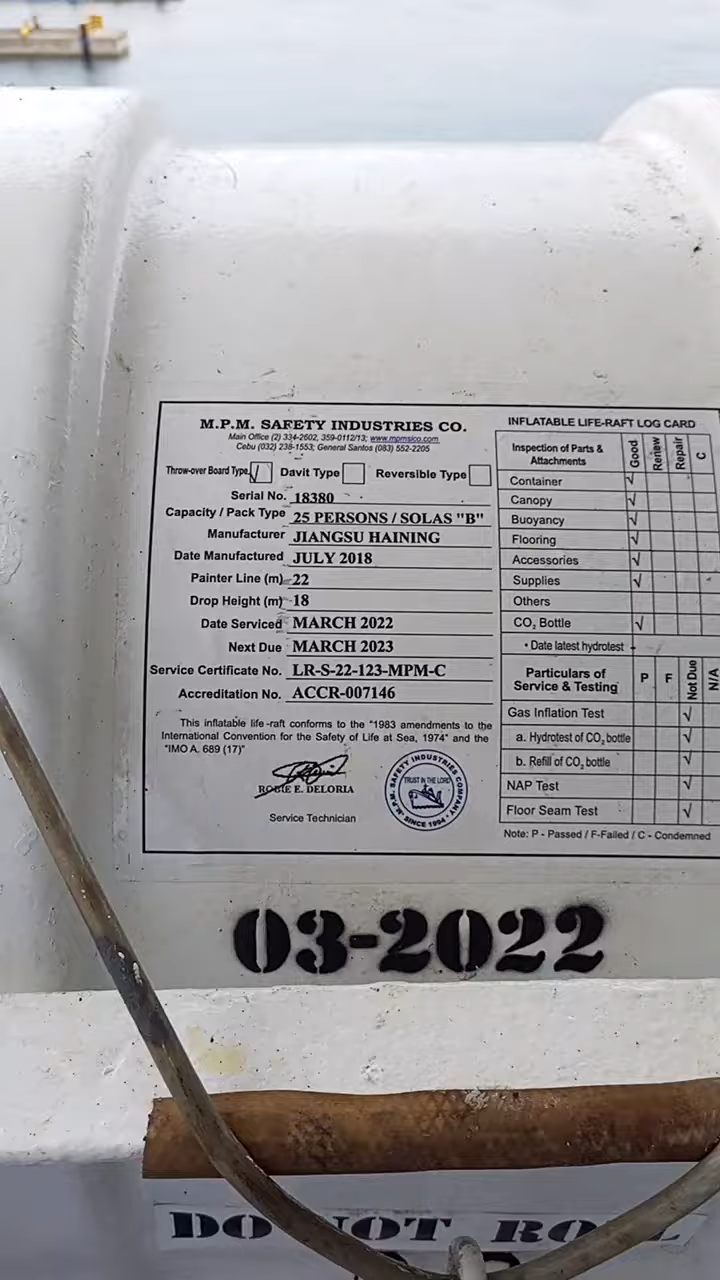 M.P.M. SAFETY INDUSTRIES CO.
Main Office (2) 334-2602, 359-0112/13; www.mpmsico.com
Cebu (032) 238-1553; General Santos (083) 552-2205
Throw-over Board Type √ Davit Type Reversible Type
Serial No. 18380
Capacity / Pack Type 25 PERSONS / SOLAS "B"
Manufacturer JIANGSU HAINING
Date Manufactured JULY 2018
Painter Line (m) 22
Drop Height (m) 18
Date Serviced MARCH 2022
Next Due MARCH 2023
Service Certificate No. LR-S-22-123-MPM-C
Accreditation No. ACCR-007146
This inflatable life-raft conforms to the "1983 amendments to the
International Convention for the Safety of Life at Sea, 1974" and the
"IMO A. 689 (17)"
ROBIE E. DELORIA
Service Technician
M.P.M. SAFETY INDUSTRIES COMPANY
TRUST IN THE LORD
SINCE 1994
INFLATABLE LIFE-RAFT LOG CARD
Inspection of Parts & Attachments Good Renew Repair C
Container √
Canopy √
Buoyancy √
Flooring √
Accessories √
Supplies √
Others
CO₂ Bottle √
• Date latest hydrotest
Particulars of Service & Testing P F Not Due N/A
Gas Inflation Test √
a. Hydrotest of CO₂ bottle √
b. Refill of CO₂ bottle √
NAP Test √
Floor Seam Test √
Note: P - Passed / F-Failed / C - Condemned
03-2022
DO NOT ROLL